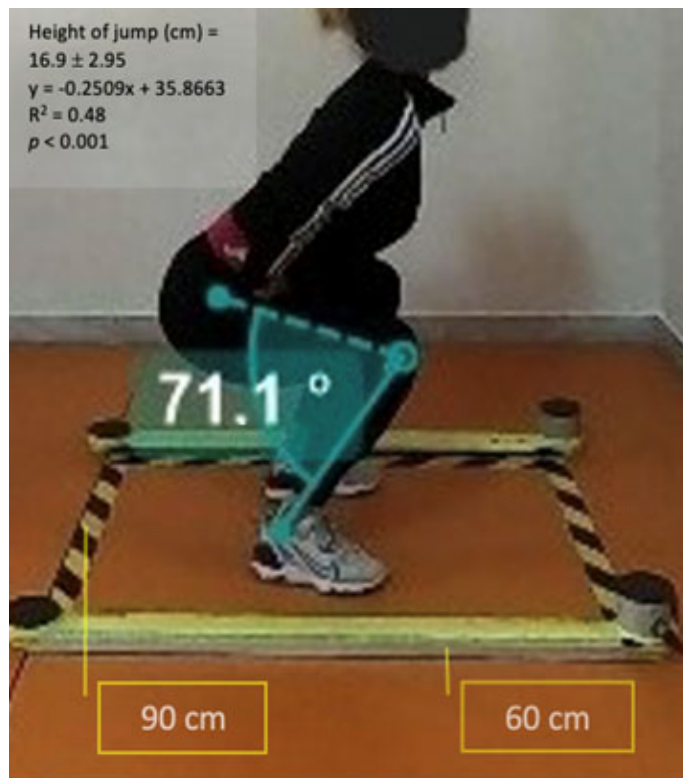 Height of jump (cm) =
16.9 ± 2.95
y = -0.2509x + 35.8663
R² = 0.48
p < 0.001
71.1 °
90 cm
60 cm